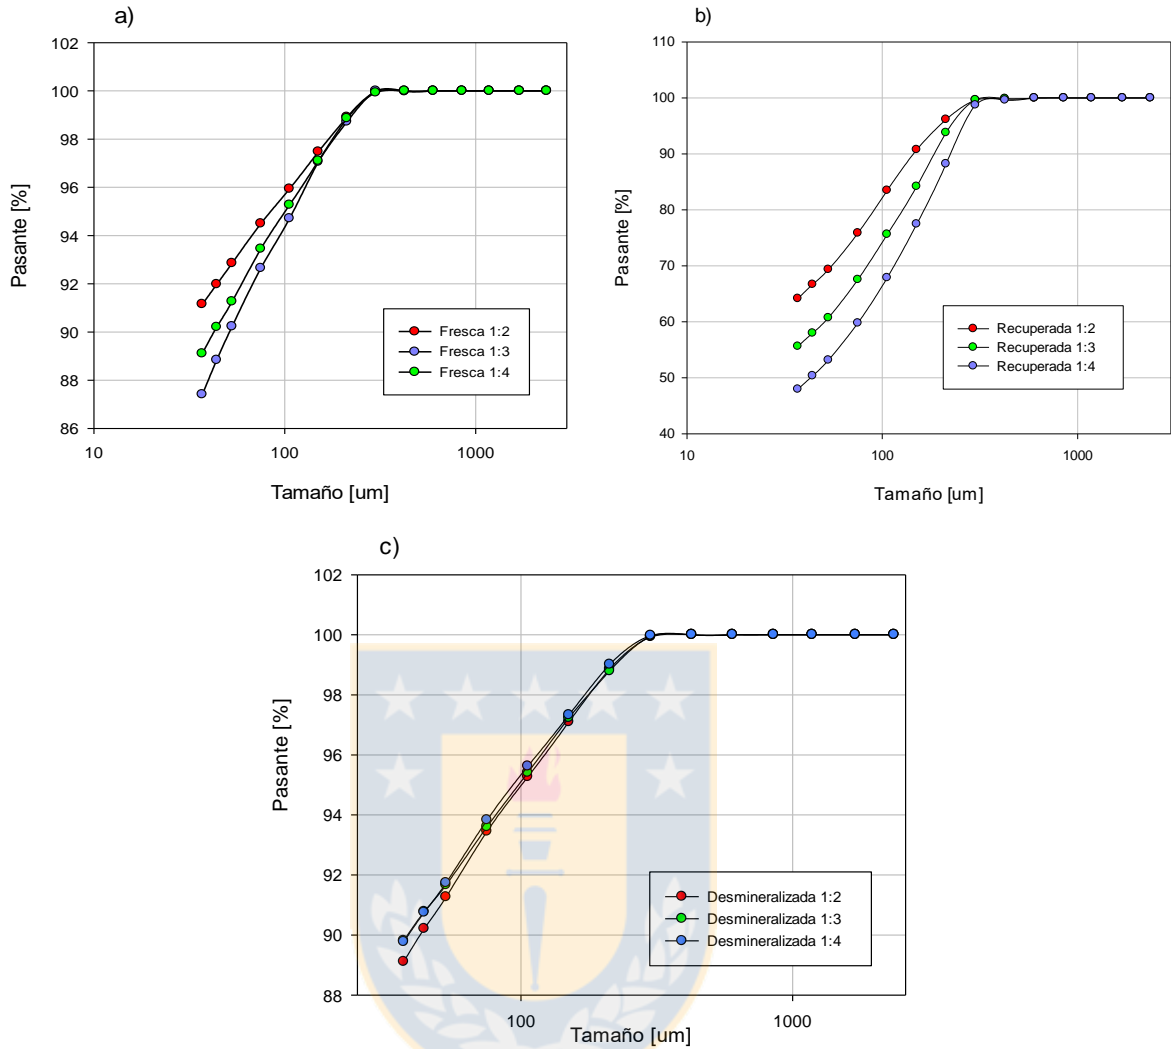 a)
102
100
98
96
94
92
90
88
86
Pasante [%]
10
100
1000
Tamaño [um]
Fresca 1:2
Fresca 1:3
Fresca 1:4
b)
110
100
90
80
70
60
50
40
Pasante [%]
10
100
1000
Tamaño [um]
Recuperada 1:2
Recuperada 1:3
Recuperada 1:4
c)
102
100
98
96
94
92
90
88
Pasante [%]
100
1000
Tamaño [um]
Desmineralizada 1:2
Desmineralizada 1:3
Desmineralizada 1:4